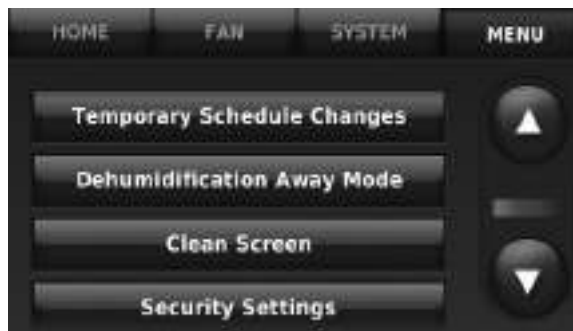 HOME FAN SYSTEM MENU
Temporary Schedule Changes
Dehumidification Away Mode
Clean Screen
Security Settings